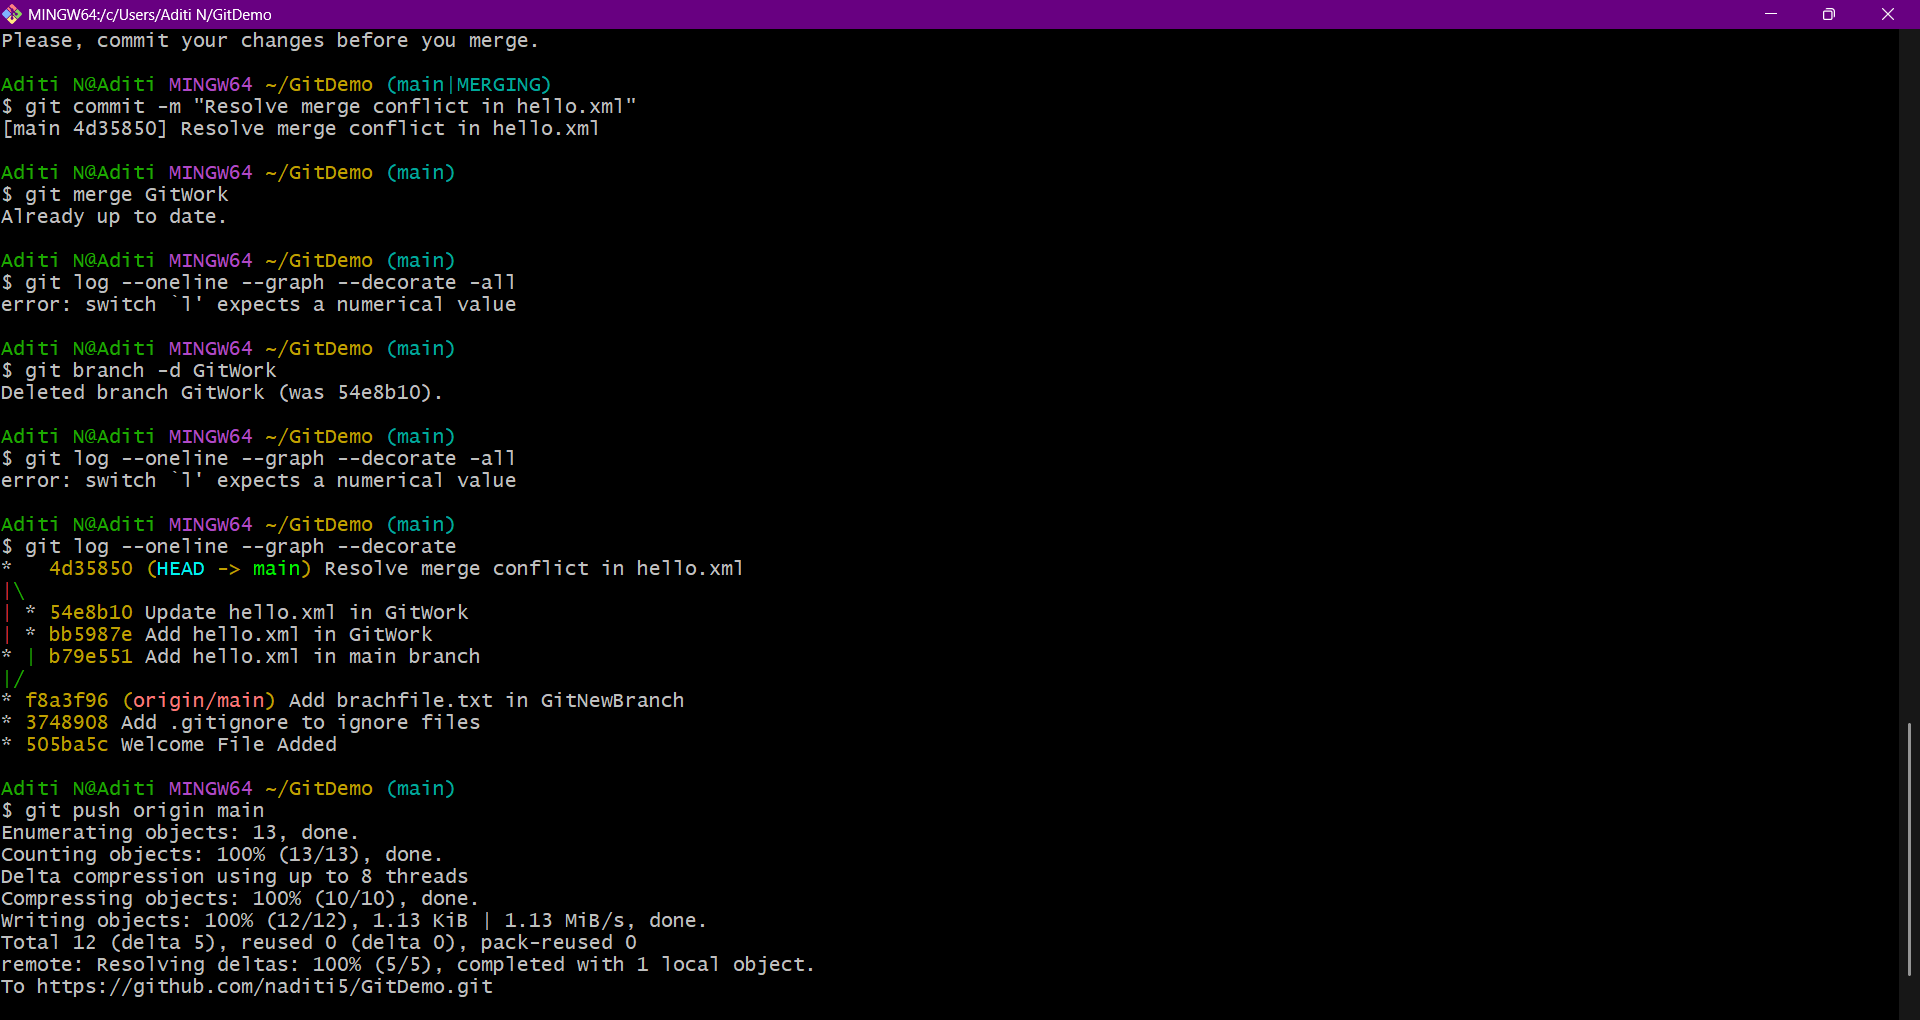 MINGW64:/c/Users/Aditi N/GitDemo
Please, commit your changes before you merge.
Aditi N@Aditi MINGW64 ~/GitDemo (main|MERGING)
$ git commit -m "Resolve merge conflict in hello.xml"
[main 4d35850] Resolve merge conflict in hello.xml
Aditi N@Aditi MINGW64 ~/GitDemo (main)
$ git merge GitWork
Already up to date.
Aditi N@Aditi MINGW64 ~/GitDemo (main)
$ git log --oneline --graph --decorate -all
error: switch `l' expects a numerical value
Aditi N@Aditi MINGW64 ~/GitDemo (main)
$ git branch -d GitWork
Deleted branch GitWork (was 54e8b10).
Aditi N@Aditi MINGW64 ~/GitDemo (main)
$ git log --oneline --graph --decorate -all
error: switch `l' expects a numerical value
Aditi N@Aditi MINGW64 ~/GitDemo (main)
$ git log --oneline --graph --decorate
*   4d35850 (HEAD -> main) Resolve merge conflict in hello.xml
|\
| * 54e8b10 Update hello.xml in GitWork
| * bb5987e Add hello.xml in GitWork
* | b79e551 Add hello.xml in main branch
|/
* f8a3f96 (origin/main) Add brachfile.txt in GitNewBranch
* 3748908 Add .gitignore to ignore files
* 505ba5c Welcome File Added
Aditi N@Aditi MINGW64 ~/GitDemo (main)
$ git push origin main
Enumerating objects: 13, done.
Counting objects: 100% (13/13), done.
Delta compression using up to 8 threads
Compressing objects: 100% (10/10), done.
Writing objects: 100% (12/12), 1.13 KiB | 1.13 MiB/s, done.
Total 12 (delta 5), reused 0 (delta 0), pack-reused 0
remote: Resolving deltas: 100% (5/5), completed with 1 local object.
To https://github.com/naditi5/GitDemo.git